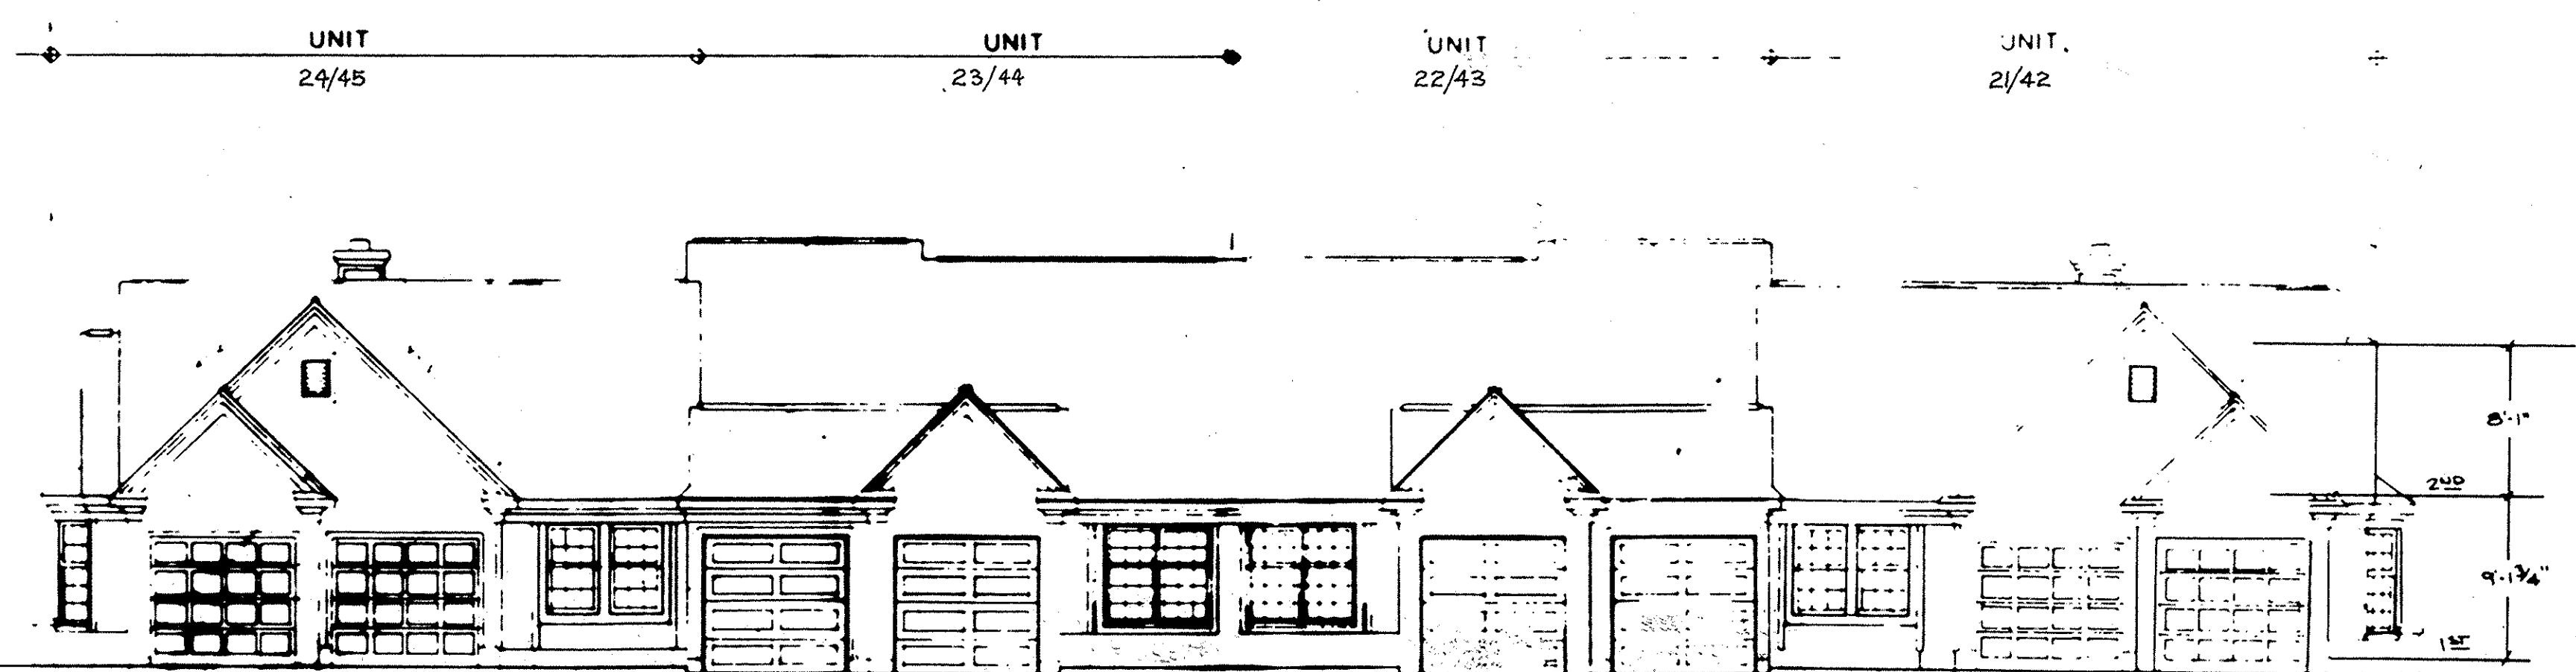 UNIT UNIT UNIT UNIT
24/45 23/44 22/43 21/42
8'-1"
2ND
9'-1¾"
1ST